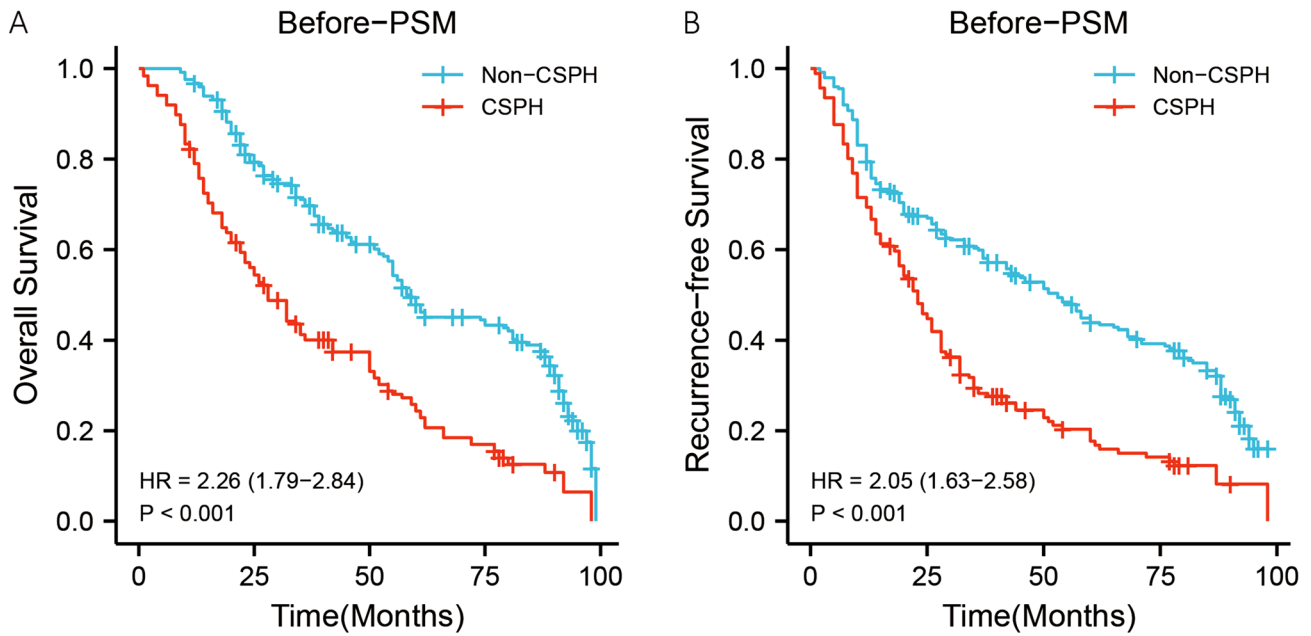 A
Before−PSM
Overall Survival
1.0
0.8
0.6
0.4
0.2
0.0
Non−CSPH
CSPH
HR = 2.26 (1.79−2.84)
P < 0.001
0 25 50 75 100
Time(Months)
B
Before−PSM
Recurrence−free Survival
1.0
0.8
0.6
0.4
0.2
0.0
Non−CSPH
CSPH
HR = 2.05 (1.63−2.58)
P < 0.001
0 25 50 75 100
Time(Months)